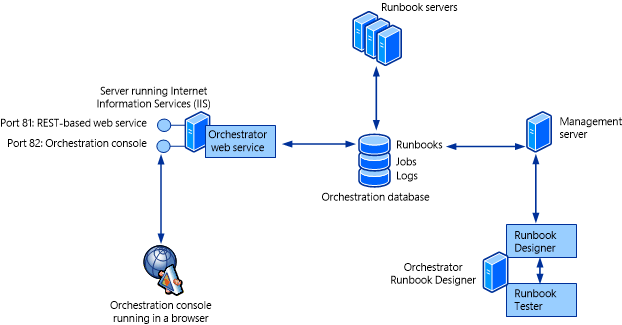 Runbook servers
Server running Internet
Information Services (IIS)
Port 81: REST-based web service
Port 82: Orchestration console
Orchestrator
web service
Runbooks
Jobs
Logs
Orchestration database
Management
server
Runbook
Designer
Orchestrator
Runbook Designer
Runbook
Tester
Orchestration console
running in a browser